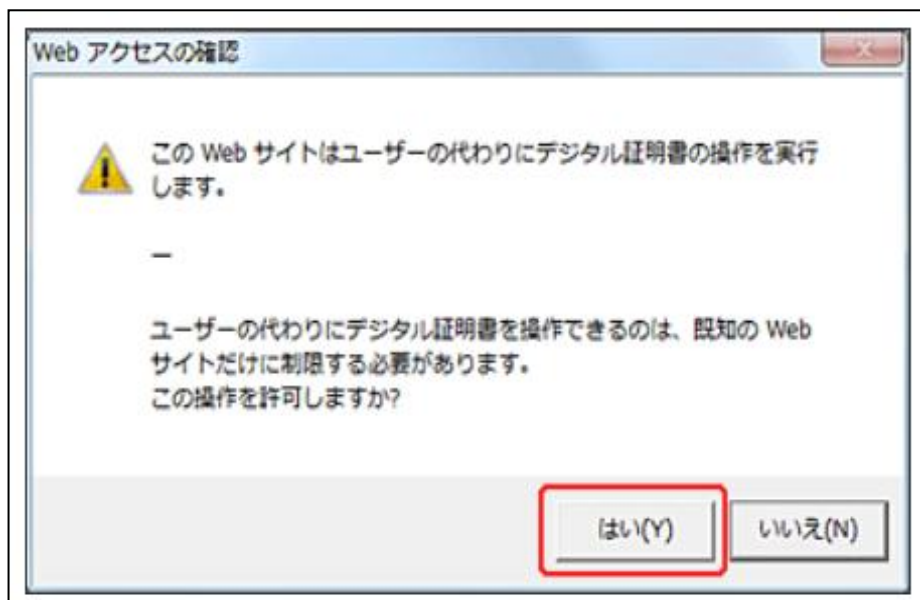 Web アクセスの確認
この Web サイトはユーザーの代わりにデジタル証明書の操作を実行
します。
ー
ユーザーの代わりにデジタル証明書を操作できるのは、既知の Web
サイトだけに制限する必要があります。
この操作を許可しますか?
はい(Y)
いいえ(N)